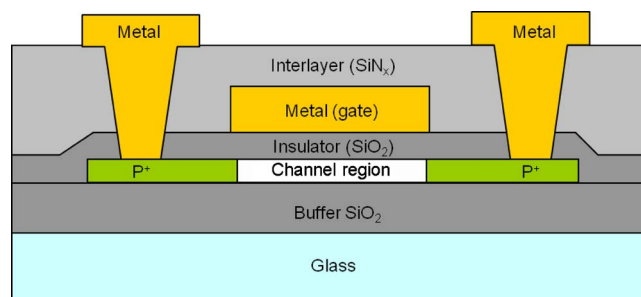 Metal
Metal
Interlayer (SiNₓ)
Metal (gate)
Insulator (SiO₂)
P⁺
Channel region
P⁺
Buffer SiO₂
Glass